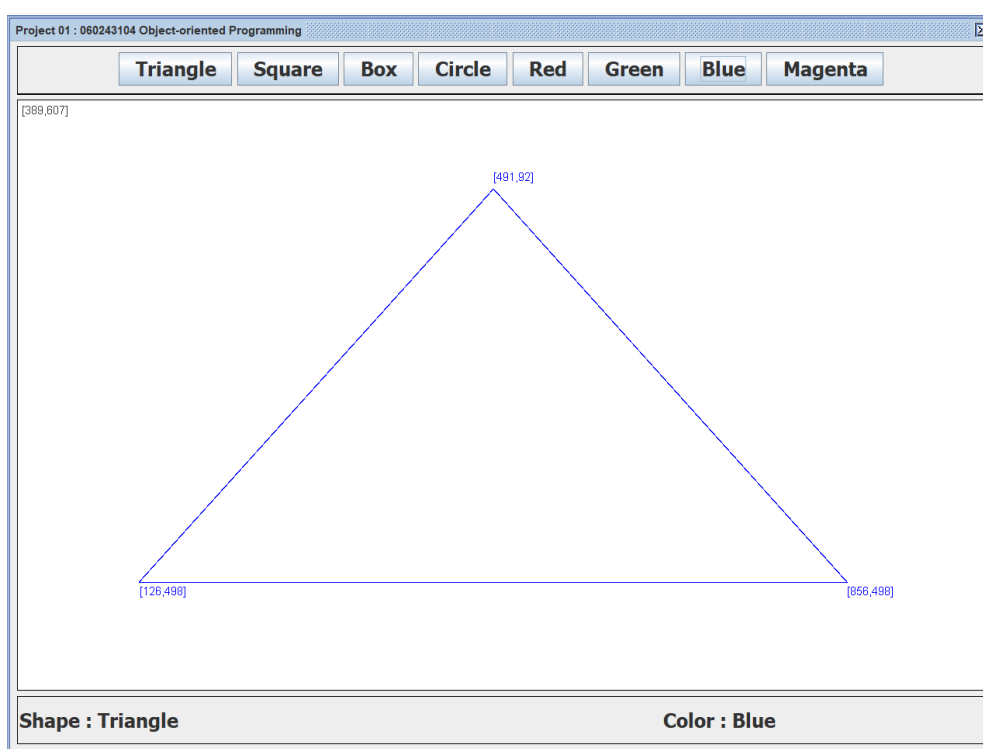 Project 01 : 060243104 Object-oriented Programming
Triangle Square Box Circle Red Green Blue Magenta
[389,607]
[491,92]
[126,498] [856,498]
Shape : Triangle Color : Blue